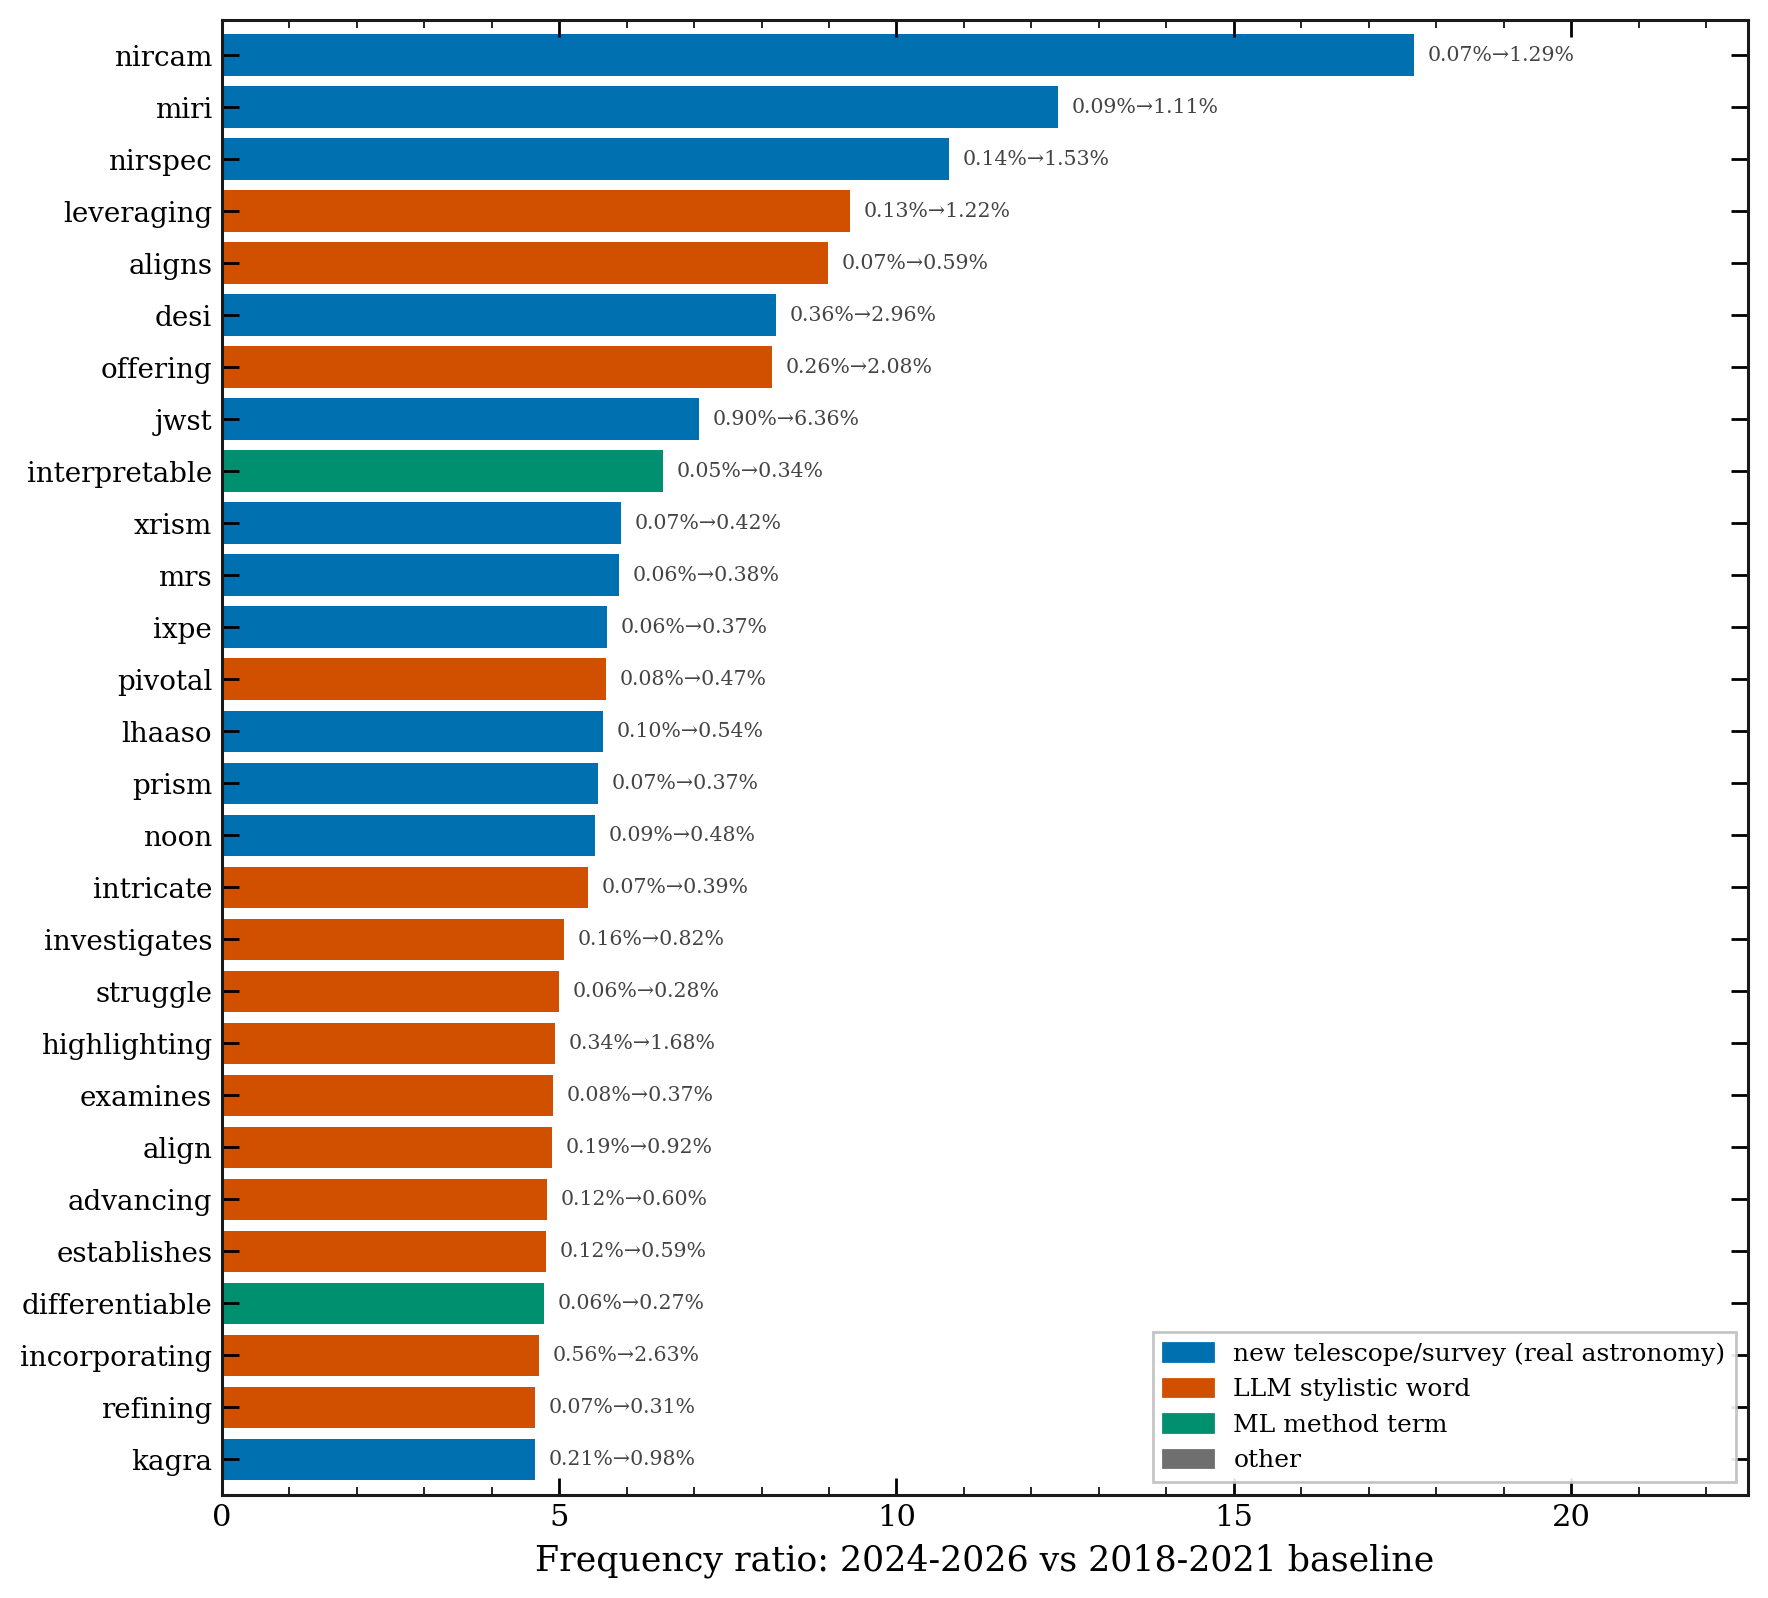 nircam 0.07%→1.29%
miri 0.09%→1.11%
nirspec 0.14%→1.53%
leveraging 0.13%→1.22%
aligns 0.07%→0.59%
desi 0.36%→2.96%
offering 0.26%→2.08%
jwst 0.90%→6.36%
interpretable 0.05%→0.34%
xrism 0.07%→0.42%
mrs 0.06%→0.38%
ixpe 0.06%→0.37%
pivotal 0.08%→0.47%
lhaaso 0.10%→0.54%
prism 0.07%→0.37%
noon 0.09%→0.48%
intricate 0.07%→0.39%
investigates 0.16%→0.82%
struggle 0.06%→0.28%
highlighting 0.34%→1.68%
examines 0.08%→0.37%
align 0.19%→0.92%
advancing 0.12%→0.60%
establishes 0.12%→0.59%
differentiable 0.06%→0.27%
incorporating 0.56%→2.63%
refining 0.07%→0.31%
kagra 0.21%→0.98%
new telescope/survey (real astronomy)
LLM stylistic word
ML method term
other
0 5 10 15 20
Frequency ratio: 2024-2026 vs 2018-2021 baseline